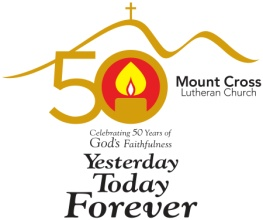 50
Mount Cross
Lutheran Church
Celebrating 50 Years of
God's Faithfulness
Yesterday
Today
Forever